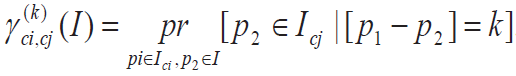 γ^{(k)}_{ci,cj}(I) = pr_{pi∈I_{ci}, p_2∈I} [p_2 ∈ I_{cj} | [p_1 − p_2] = k]